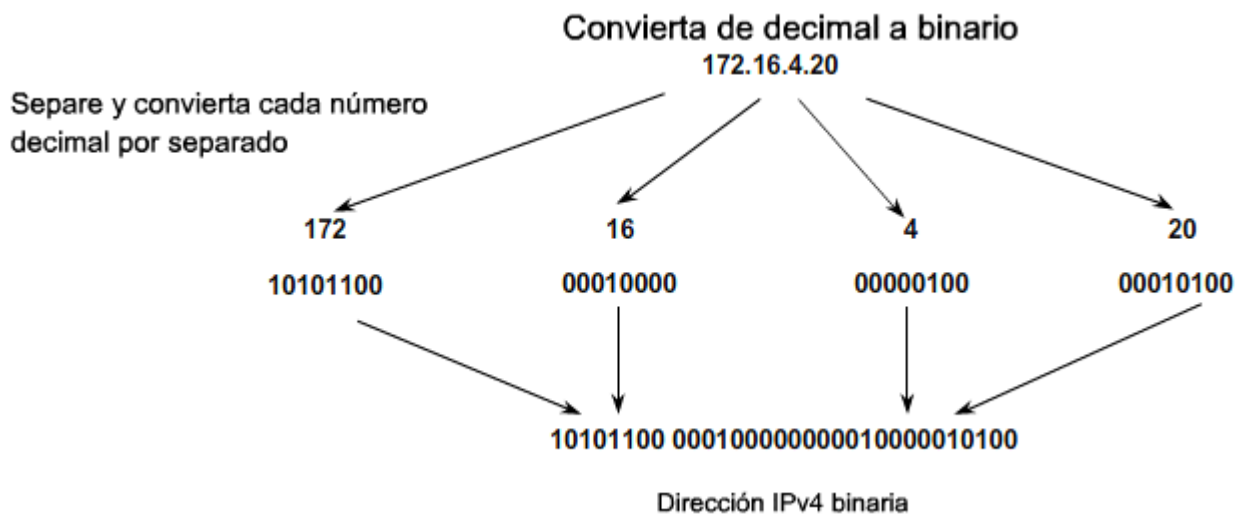 Convierta de decimal a binario
172.16.4.20
Separe y convierta cada número
decimal por separado
172 16 4 20
10101100 00010000 00000100 00010100
10101100 000100000000010000010100
Dirección IPv4 binaria